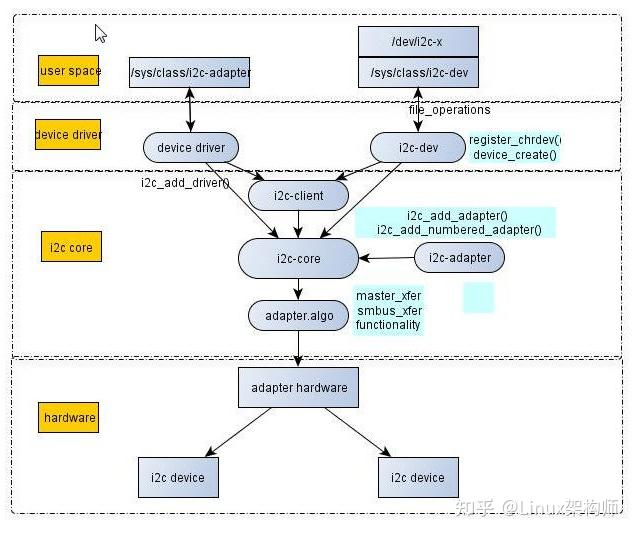 /dev/i2c-x
user space
/sys/class/i2c-adapter
/sys/class/i2c-dev
file_operations
device driver
device driver
i2c-dev
register_chrdev(
device_create()
i2c_add_driver()
i2c-client
i2c_add_adapter()
i2c_add_numbered_adapter()
i2c core
i2c-core
i2c-adapter
adapter.algo
master_xfer
smbus_xfer
functionality
adapter hardware
hardware
i2c device
i2c device
知乎 @Linux架构师